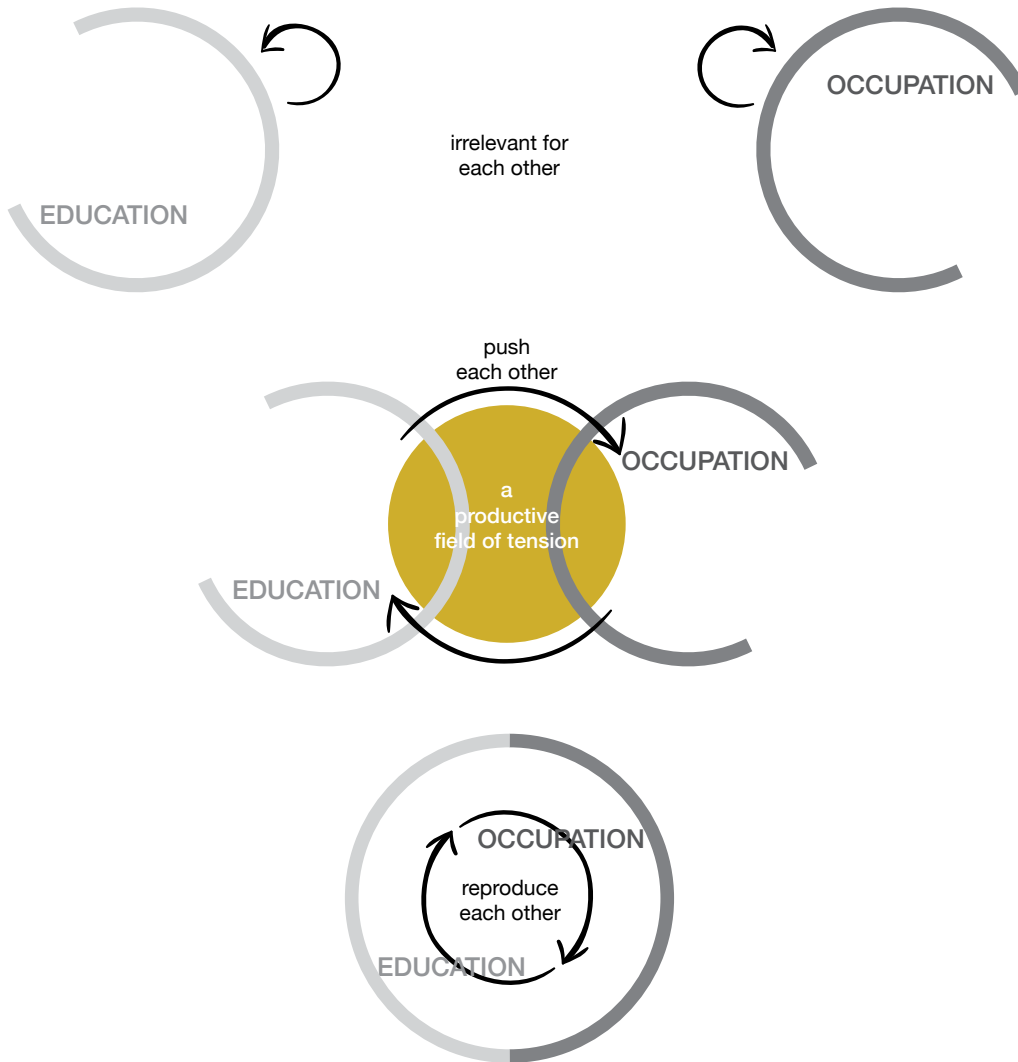 OCCUPATION
irrelevant for
each other
EDUCATION
push
each other
OCCUPATION
a
productive
field of tension
EDUCATION
OCCUPATION
reproduce
each other
EDUCATION